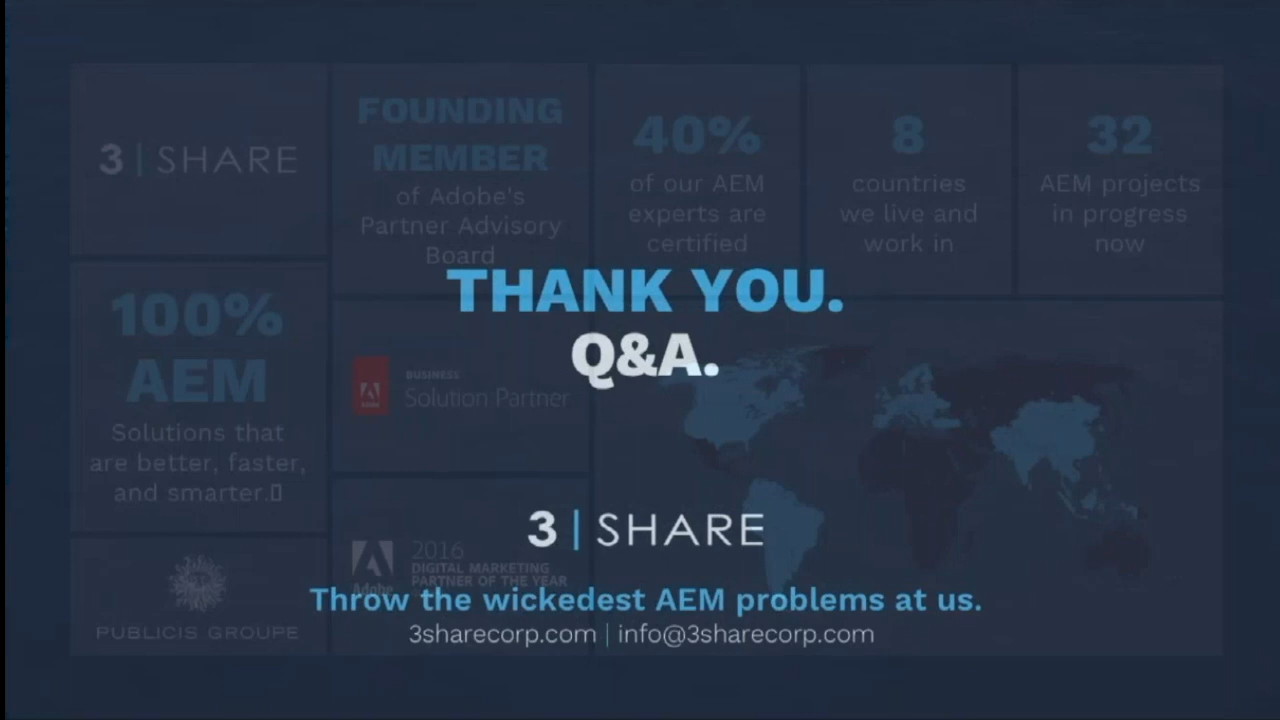 3 | SHARE
FOUNDING
MEMBER
of Adobe's
Partner Advisory
Board
40%
of our AEM
experts are
certified
8
countries
we live and
work in
32
AEM projects
in progress
now
THANK YOU.
Q&A.
100%
AEM
Solutions that
are better, faster,
and smarter.
BUSINESS
Solution Partner
Adobe
2016
DIGITAL MARKETING
PARTNER OF THE YEAR
PUBLICIS GROUPE
3 | SHARE
Throw the wickedest AEM problems at us.
3sharecorp.com | info@3sharecorp.com